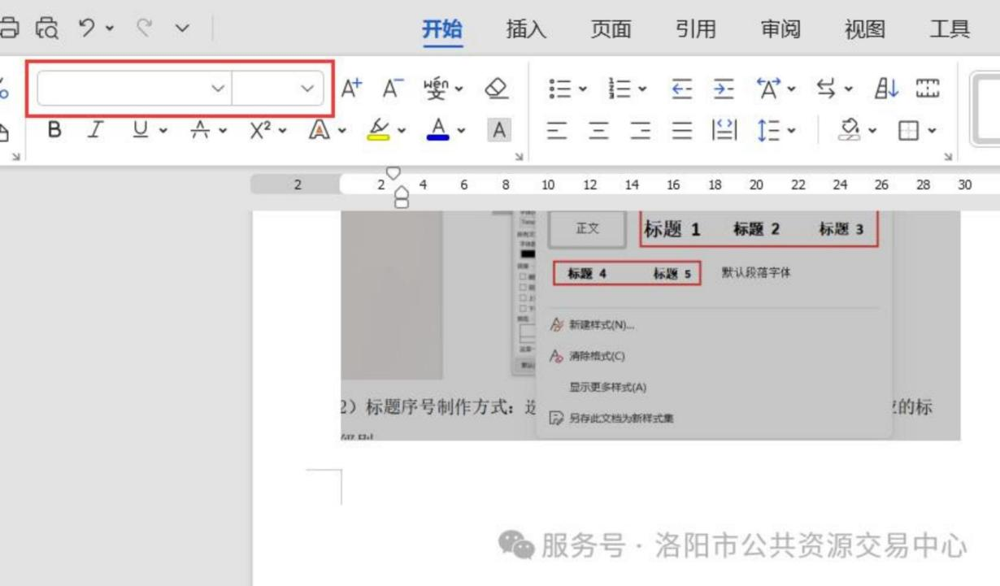 开始 插入 页面 引用 审阅 视图 工具
A+ A- wén 变
B I U A X² A A A
2 2 4 6 8 10 12 14 16 18 20 22 24 26 28 30
正文 标题 1 标题 2 标题 3
标题 4 标题 5 默认段落字体
新建样式(N)...
清除格式(C)
显示更多样式(A)
2）标题序号制作方式：
的标
另存此文档为新样式集
服务号 · 洛阳市公共资源交易中心